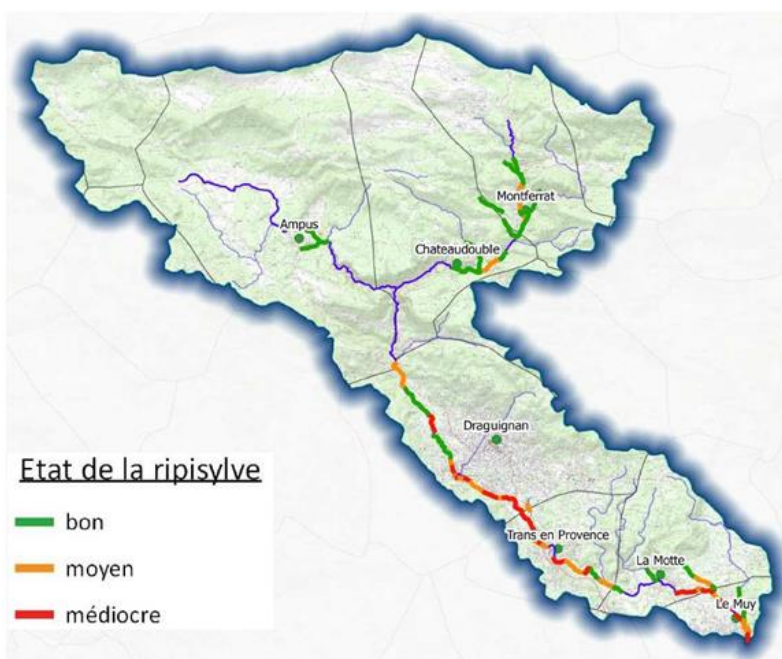 Montferrat
Ampus
Chateaudouble
Draguignan
Etat de la ripisylve
bon
Trans en Provence
moyen
La Motte
médiocre
Le Muy